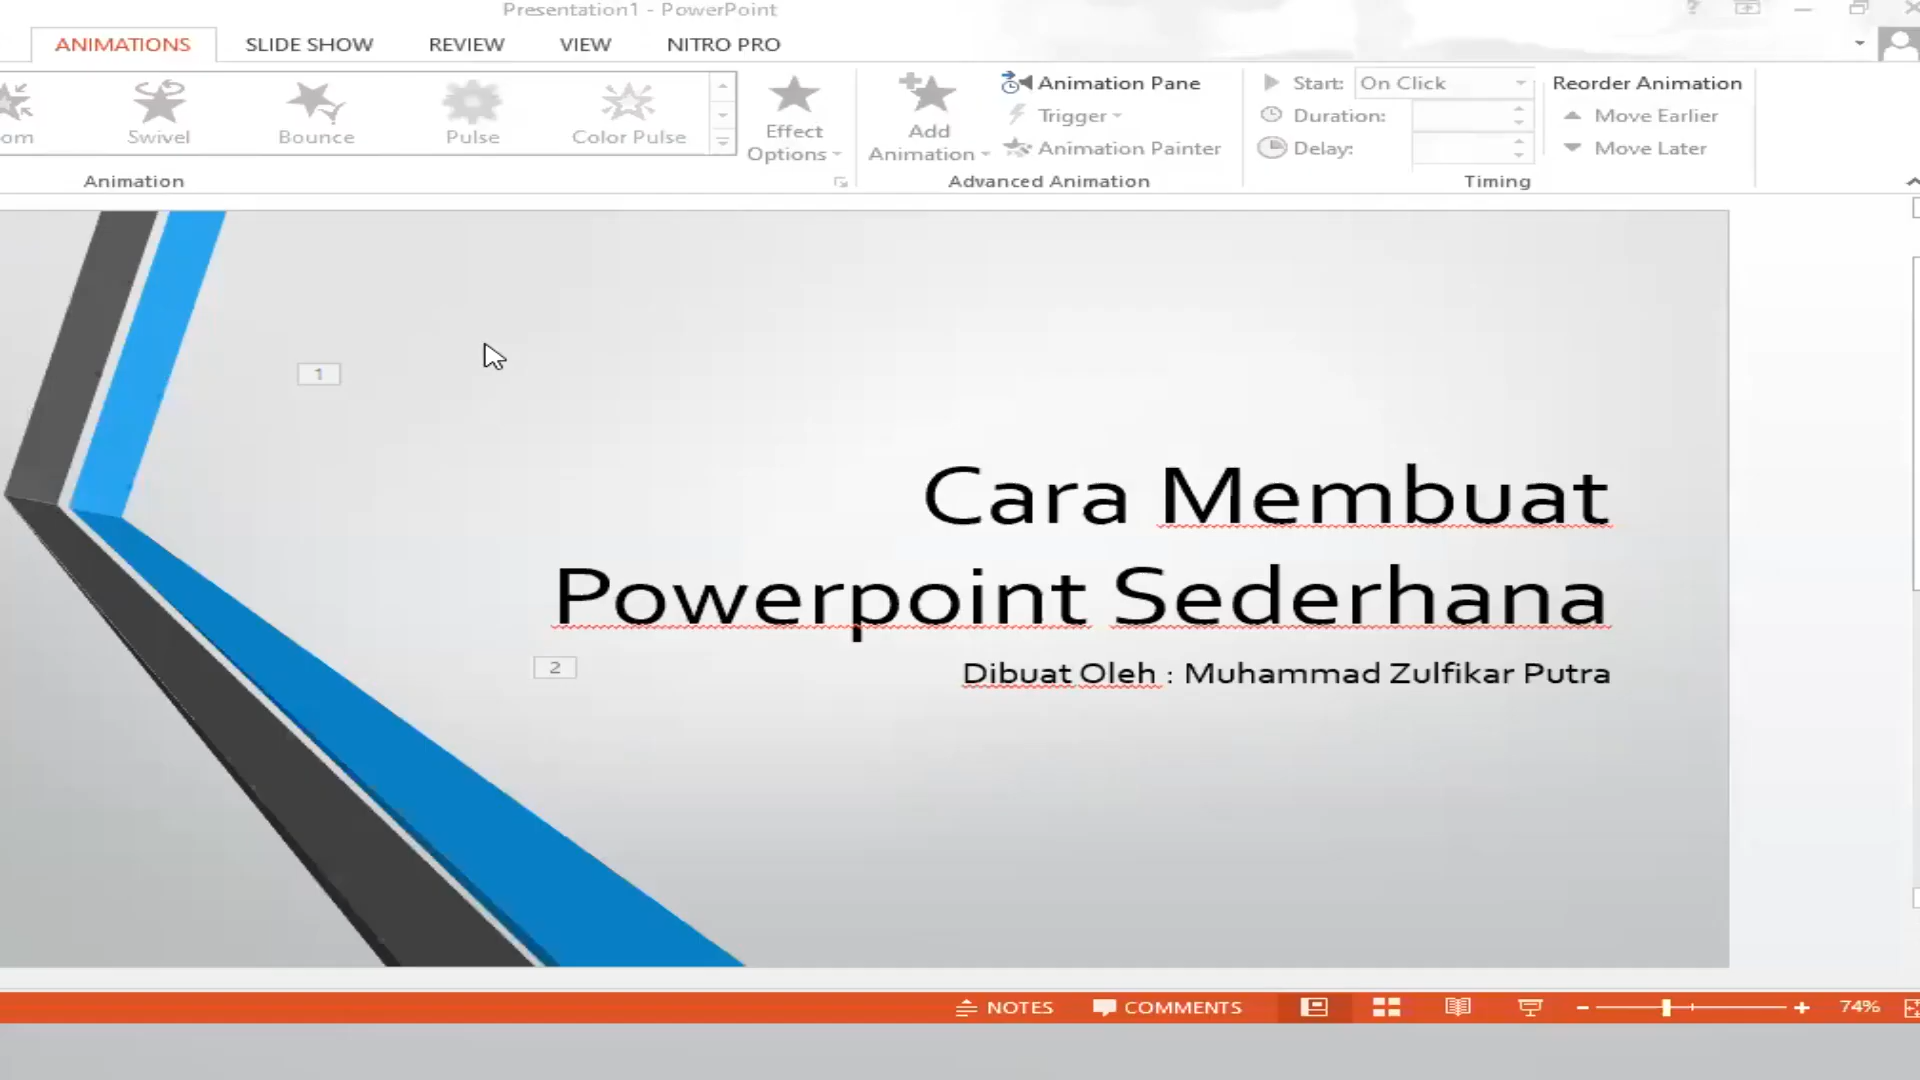 Presentation1 - PowerPoint
?
ANIMATIONS SLIDE SHOW REVIEW VIEW NITRO PRO
om Swivel Bounce Pulse Color Pulse
Effect Options
Add Animation
Animation Pane
Trigger
Animation Painter
Start: On Click
Duration:
Delay:
Reorder Animation
Move Earlier
Move Later
Animation Advanced Animation Timing
1
Cara Membuat
Powerpoint Sederhana
2
Dibuat Oleh : Muhammad Zulfikar Putra
NOTES COMMENTS 74%